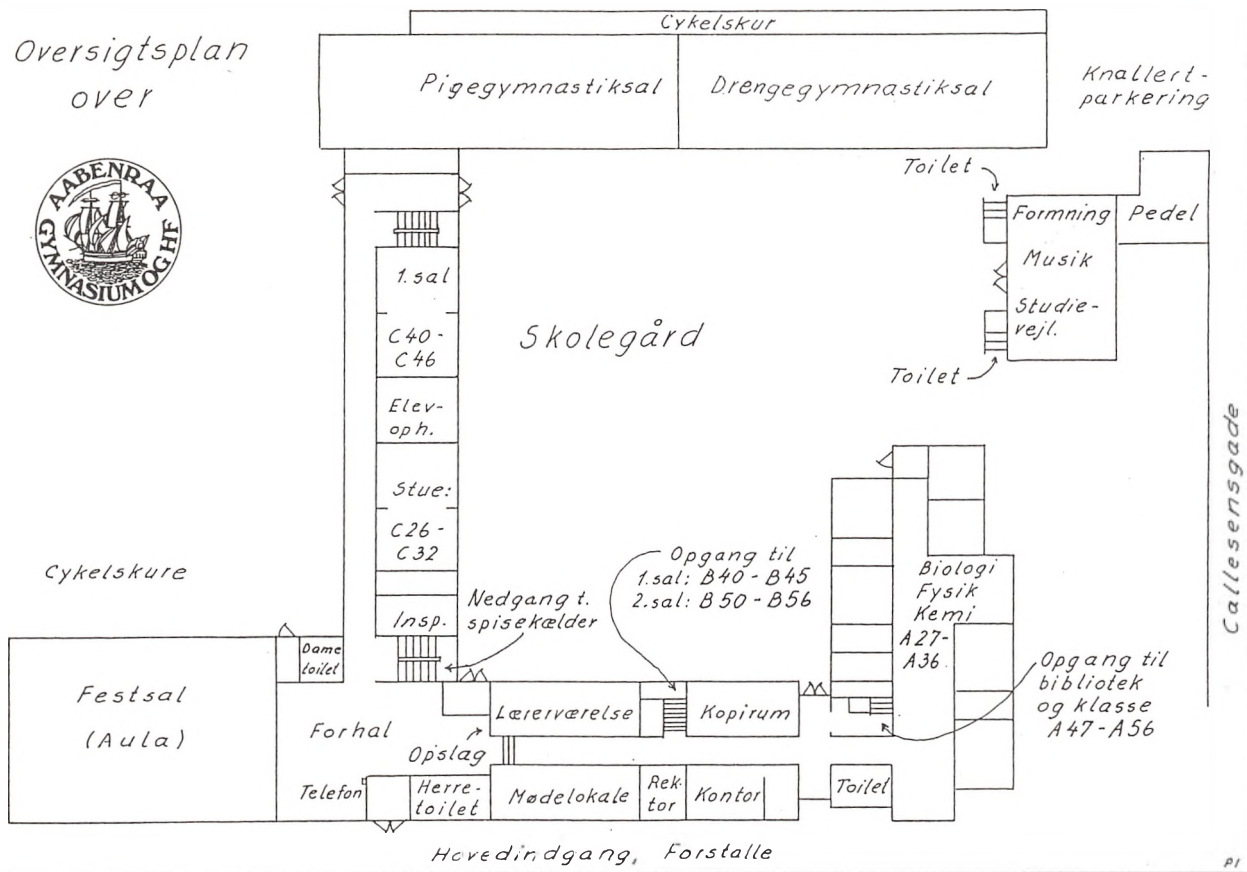 Oversigtsplan
over
AABENRAA
GYMNASIUM OG HF
Cykelskur
Pigegymnastiksal
Drengegymnastiksal
Knallert-
parkering
Toilet
Formning
Pedel
Musik
Studie-
vejl.
Toilet
Skolegård
1. sal
C40-
C46
Elev-
oph.
Stue:
C26-
C32
Insp.
Callesensgade
Cykelskure
Nedgang t.
spisekælder
Opgang til
1.sal: B40-B45
2.sal: B50-B56
Biologi
Fysik
Kemi
A27-
A36
Opgang til
bibliotek
og klasse
A47-A56
Dame
toilet
Festsal
(Aula)
Forhal
Lærerværelse
Kopirum
Opslag
Telefon
Herre-
toilet
Mødelokale
Rek-
tor
Kontor
Toilet
Hovedindgang, Forstalle
PI